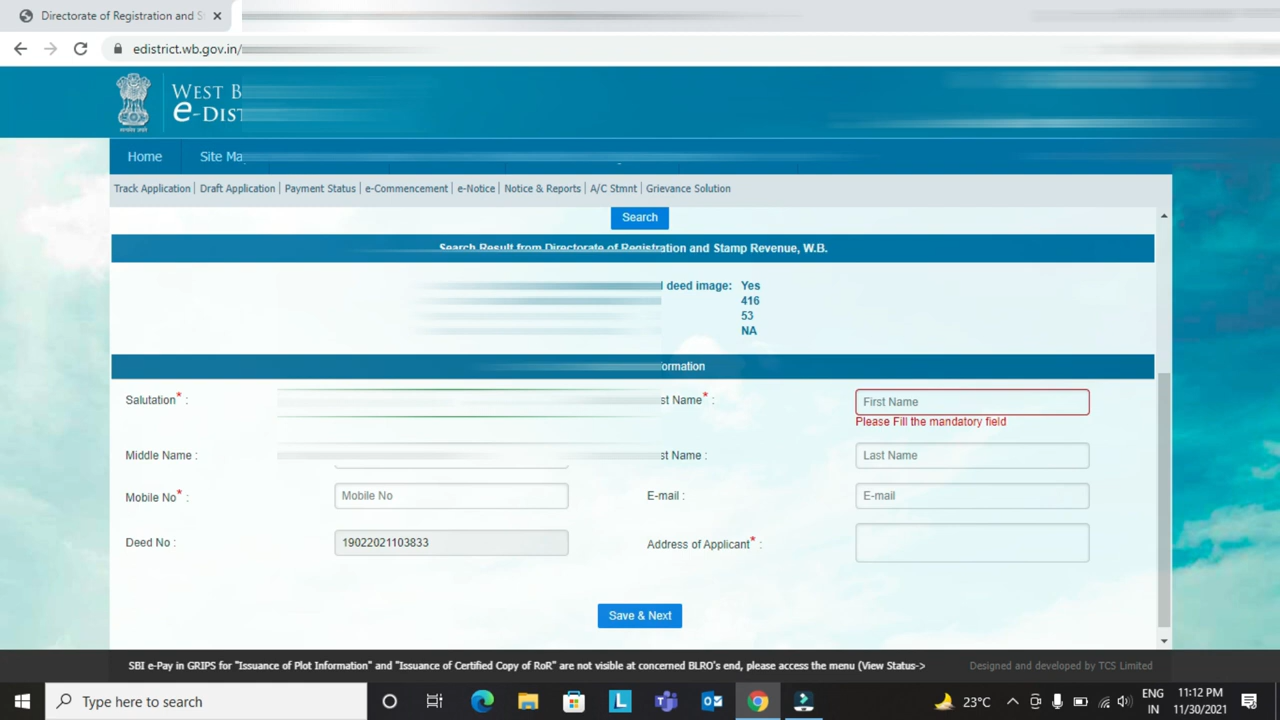 Directorate of Registration and S
edistrict.wb.gov.in/
WEST B
e-DIST
Home Site Ma
Track Application | Draft Application | Payment Status | e-Commencement | e-Notice | Notice & Reports | A/C Stmnt | Grievance Solution
Search
Search Result from Directorate of Registration and Stamp Revenue, W.B.
deed image: Yes
416
53
NA
ormation
Salutation* : st Name* : First Name
Please Fill the mandatory field
Middle Name : st Name : Last Name
Mobile No* : Mobile No E-mail : E-mail
Deed No : 19022021103833 Address of Applicant* :
Save & Next
SBI e-Pay in GRIPS for "Issuance of Plot Information" and "Issuance of Certified Copy of RoR" are not visible at concerned BLRO's end, please access the menu (View Status->
Designed and developed by TCS Limited
Type here to search
23°C
ENG
IN
11:12 PM
11/30/2021